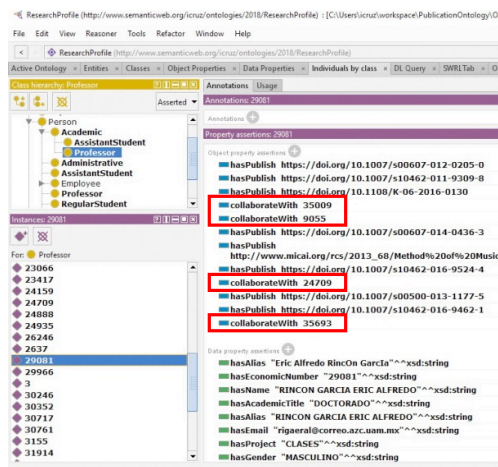 ResearchProfile (http://www.semanticweb.org/icruz/ontologies/2018/ResearchProfile) : [C:\Users\icruz\workspace\PublicationOntology\O
File Edit View Reasoner Tools Refactor Window Help
ResearchProfile (http://www.semanticweb.org/icruz/ontologies/2018/ResearchProfile)
Active Ontology × Entities × Classes × Object Properties × Data Properties × Individuals by class × DL Query × SWRLTab × O
Class hierarchy: Professor
Asserted
Person
Academic
AssistantStudent
Professor
Administrative
AssistantStudent
Employee
Professor
RegularStudent
Instances: 29081
For: Professor
23066
23417
24159
24709
24888
24935
26246
2637
29081
29966
3
30246
30352
30717
30761
3155
31914
Annotations Usage
Annotations: 29081
Annotations
Property assertions: 29081
Object property assertions
hasPublish https://doi.org/10.1007/s00607-012-0205-0
hasPublish https://doi.org/10.1007/s10462-011-9309-8
hasPublish https://doi.org/10.1108/K-06-2016-0130
collaborateWith 35009
collaborateWith 9055
hasPublish https://doi.org/10.1007/s00607-014-0436-3
hasPublish
http://www.micai.org/rcs/2013_68/Method%20of%20Music
collaborateWith 24709
hasPublish https://doi.org/10.1007/s10462-016-9524-4
hasPublish https://doi.org/10.1007/s00500-013-1177-5
hasPublish https://doi.org/10.1007/s10462-016-9462-1
collaborateWith 35693
Data property assertions
hasAlias "Eric Alfredo RincOn GarcIa"^^xsd:string
hasEconomicNumber "29081"^^xsd:string
hasName "RINCON GARCIA ERIC ALFREDO"^^xsd:string
hasAcademicTitle "DOCTORADO"^^xsd:string
hasAlias "RINCON GARCIA ERIC ALFREDO"^^xsd:string
hasEmail "rigaeral@correo.azc.uam.mx"^^xsd:string
hasProject "CLASES"^^xsd:string
hasGender "MASCULINO"^^xsd:string